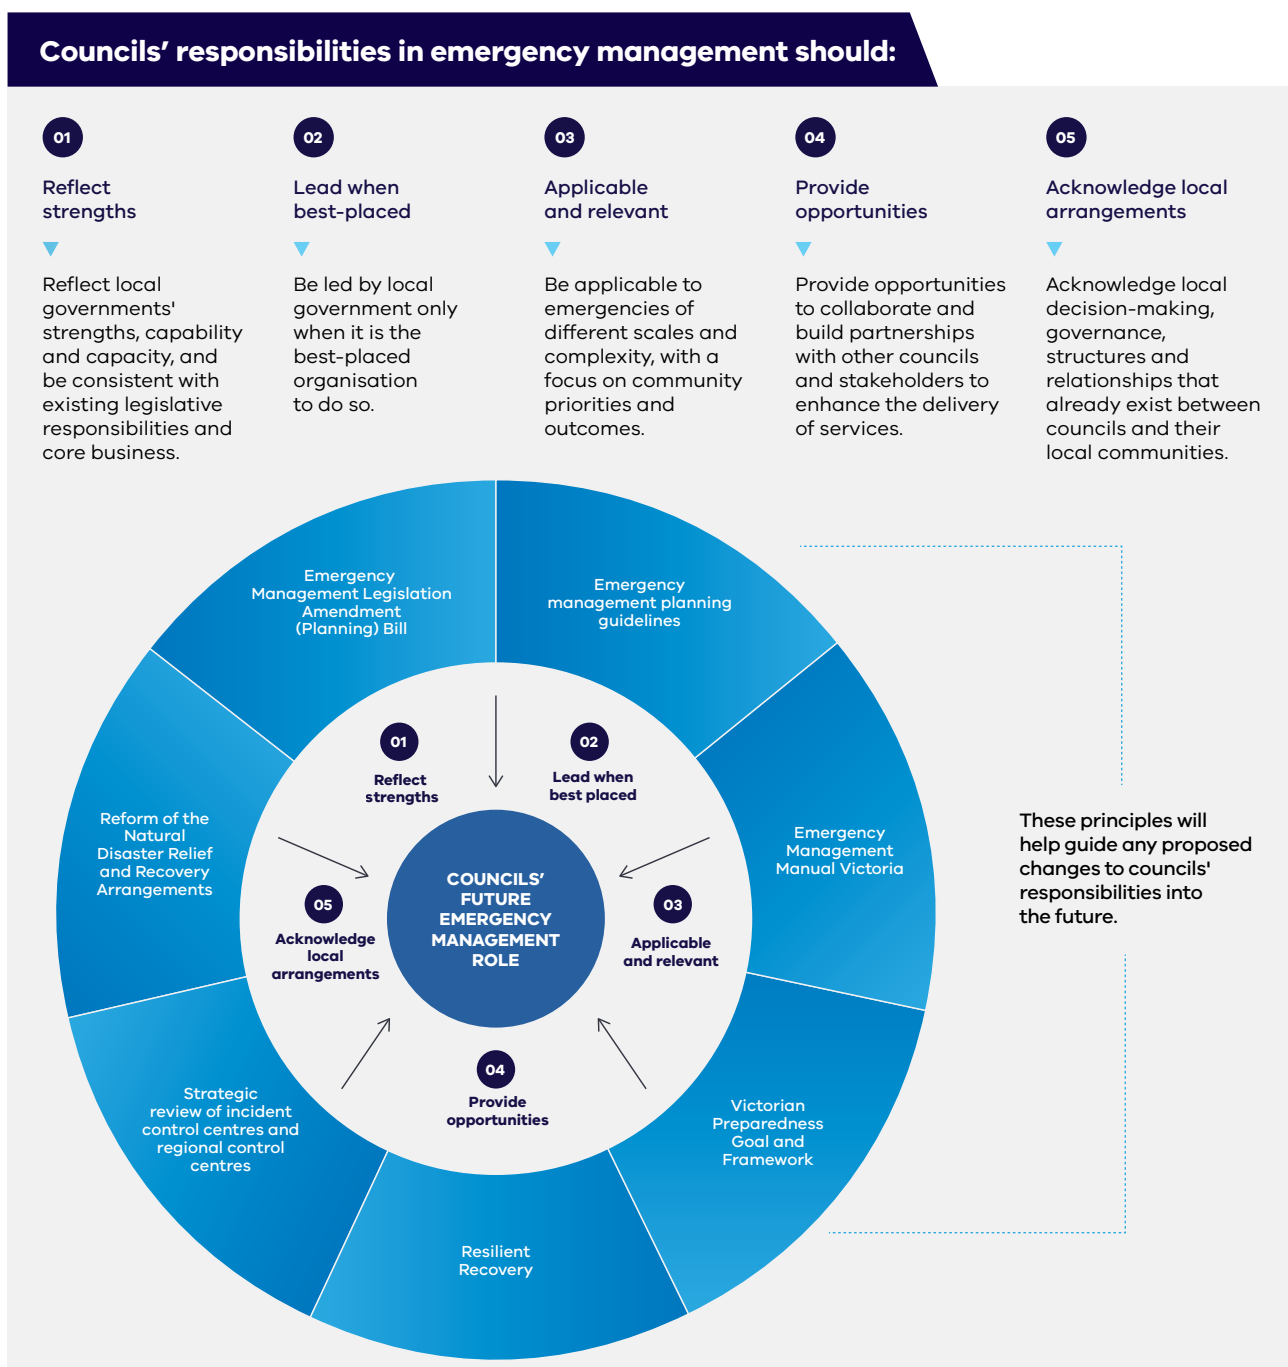 Councils' responsibilities in emergency management should:
01
Reflect
strengths
Reflect local
governments'
strengths, capability
and capacity, and
be consistent with
existing legislative
responsibilities and
core business.
02
Lead when
best-placed
Be led by local
government only
when it is the
best-placed
organisation
to do so.
03
Applicable
and relevant
Be applicable to
emergencies of
different scales and
complexity, with a
focus on community
priorities and
outcomes.
04
Provide
opportunities
Provide opportunities
to collaborate and
build partnerships
with other councils
and stakeholders to
enhance the delivery
of services.
05
Acknowledge local
arrangements
Acknowledge local
decision-making,
governance,
structures and
relationships that
already exist between
councils and their
local communities.
Emergency
Management Legislation
Amendment
(Planning) Bill
Emergency
management planning
guidelines
Emergency
Management
Manual Victoria
Victorian
Preparedness
Goal and
Framework
Resilient
Recovery
Strategic
review of incident
control centres and
regional control
centres
Reform of the
Natural
Disaster Relief
and Recovery
Arrangements
01
Reflect
strengths
02
Lead when
best placed
03
Applicable
and relevant
04
Provide
opportunities
05
Acknowledge
local
arrangements
COUNCILS'
FUTURE
EMERGENCY
MANAGEMENT
ROLE
These principles will
help guide any proposed
changes to councils'
responsibilities into
the future.